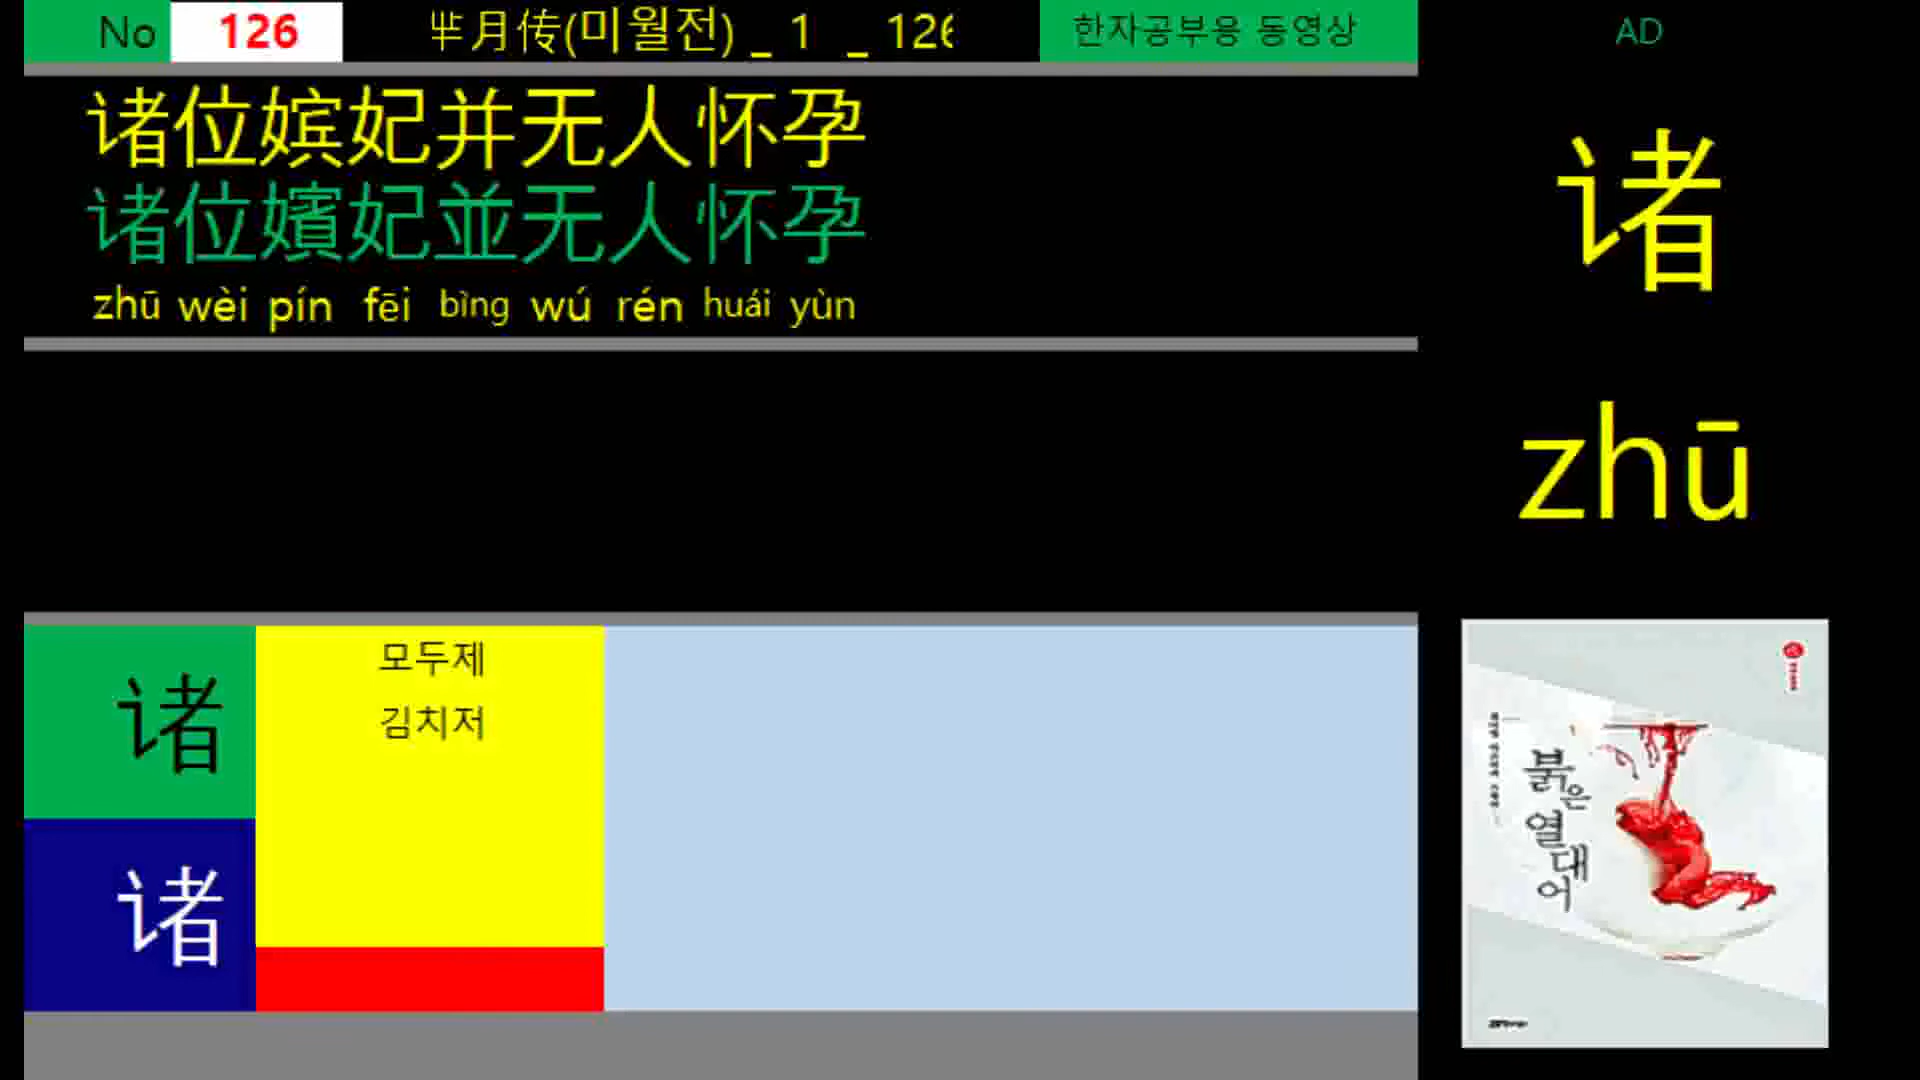 No 126 芈月传(미월전) _ 1 _ 126 한자공부용 동영상 AD
诸位嫔妃并无人怀孕
诸位嬪妃並无人怀孕
zhū wèi pín fēi bìng wú rén huái yùn
诸
zhū
诸
모두제
김치저
诸
붉은 열대어